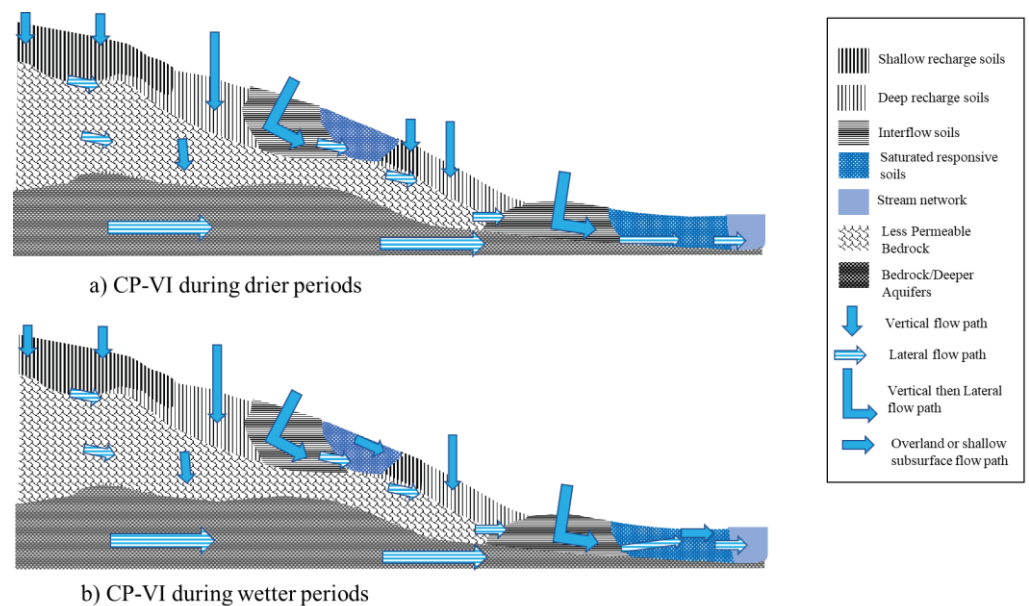 a) CP-VI during drier periods
b) CP-VI during wetter periods
Shallow recharge soils
Deep recharge soils
Interflow soils
Saturated responsive
soils
Stream network
Less Permeable
Bedrock
Bedrock/Deeper
Aquifers
Vertical flow path
Lateral flow path
Vertical then Lateral
flow path
Overland or shallow
subsurface flow path